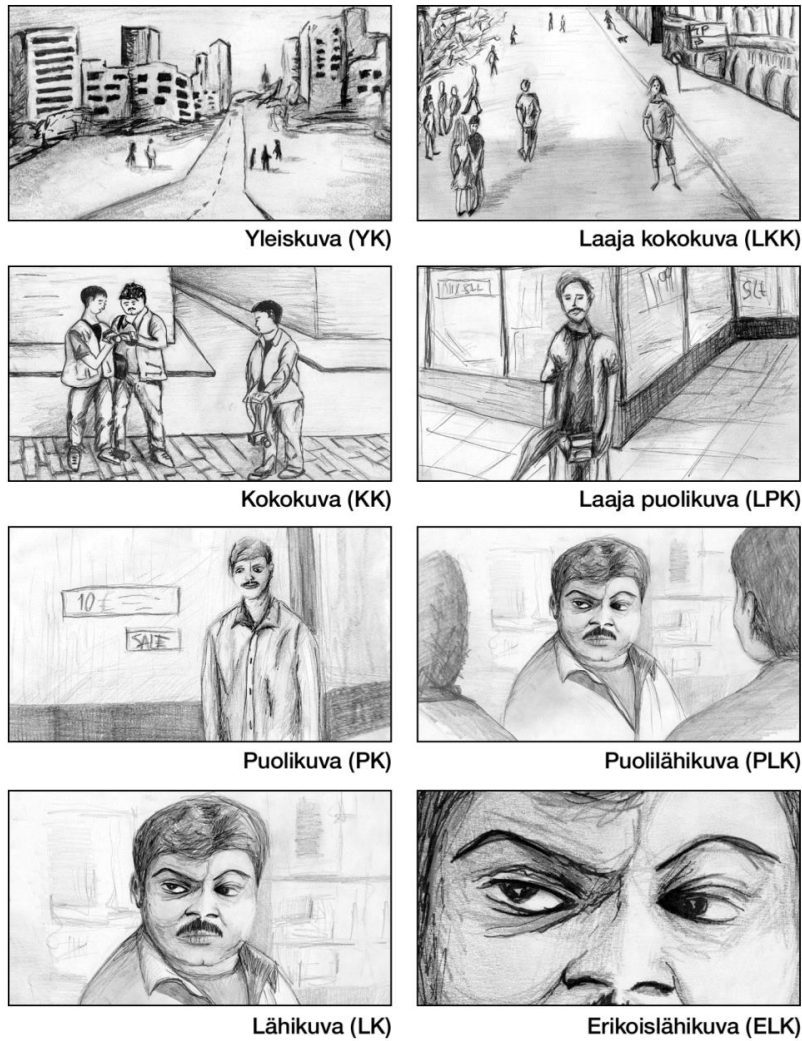 Yleiskuva (YK)
Laaja kokokuva (LKK)
Kokokuva (KK)
Laaja puolikuva (LPK)
10
SALE
Puolikuva (PK)
Puolilähikuva (PLK)
Lähikuva (LK)
Erikoislähikuva (ELK)